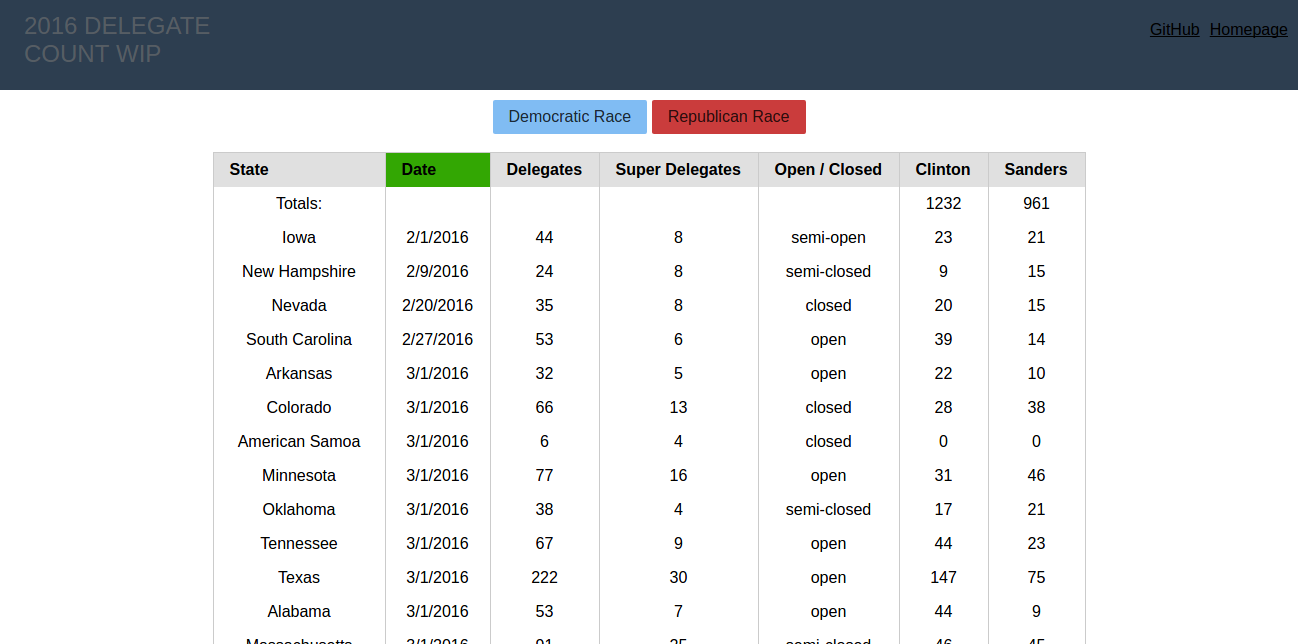 2016 DELEGATE
COUNT WIP
GitHub Homepage
Democratic Race Republican Race
State Date Delegates Super Delegates Open / Closed Clinton Sanders
Totals: 1232 961
Iowa 2/1/2016 44 8 semi-open 23 21
New Hampshire 2/9/2016 24 8 semi-closed 9 15
Nevada 2/20/2016 35 8 closed 20 15
South Carolina 2/27/2016 53 6 open 39 14
Arkansas 3/1/2016 32 5 open 22 10
Colorado 3/1/2016 66 13 closed 28 38
American Samoa 3/1/2016 6 4 closed 0 0
Minnesota 3/1/2016 77 16 open 31 46
Oklahoma 3/1/2016 38 4 semi-closed 17 21
Tennessee 3/1/2016 67 9 open 44 23
Texas 3/1/2016 222 30 open 147 75
Alabama 3/1/2016 53 7 open 44 9
Massachusetts 3/1/2016 91 semi-closed 46 45